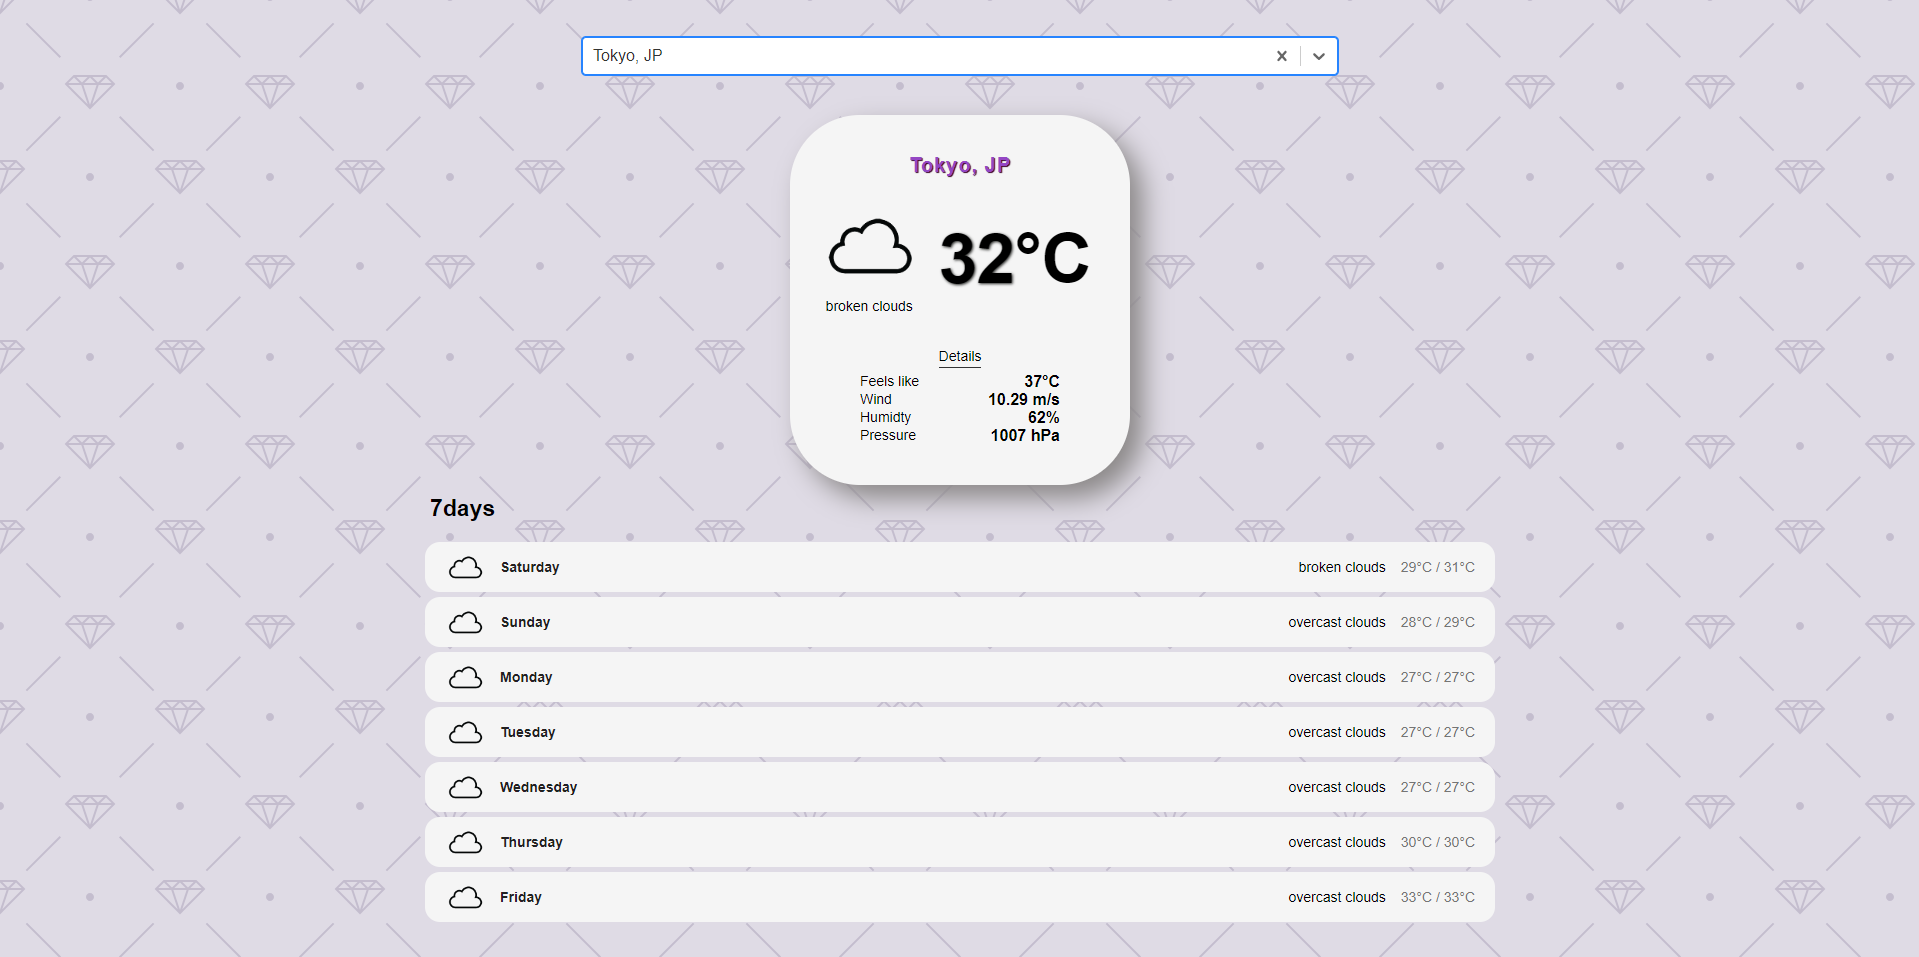 Tokyo, JP
Tokyo, JP
32°C
broken clouds
Details
Feels like 37°C
Wind 10.29 m/s
Humidty 62%
Pressure 1007 hPa
7days
Saturday broken clouds 29°C / 31°C
Sunday overcast clouds 28°C / 29°C
Monday overcast clouds 27°C / 27°C
Tuesday overcast clouds 27°C / 27°C
Wednesday overcast clouds 27°C / 27°C
Thursday overcast clouds 30°C / 30°C
Friday overcast clouds 33°C / 33°C